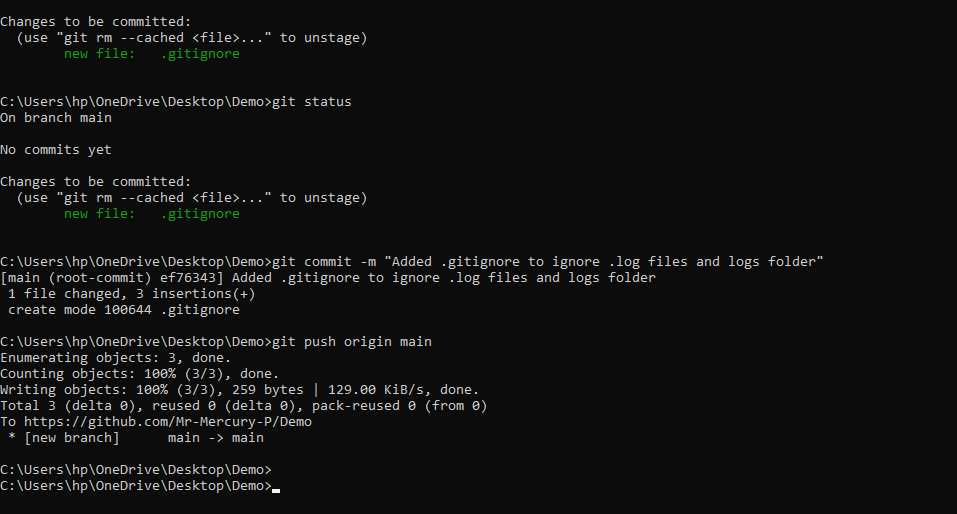 Changes to be committed:
  (use "git rm --cached <file>..." to unstage)
        new file:   .gitignore
C:\Users\hp\OneDrive\Desktop\Demo>git status
On branch main
No commits yet
Changes to be committed:
  (use "git rm --cached <file>..." to unstage)
        new file:   .gitignore
C:\Users\hp\OneDrive\Desktop\Demo>git commit -m "Added .gitignore to ignore .log files and logs folder"
[main (root-commit) ef76343] Added .gitignore to ignore .log files and logs folder
 1 file changed, 3 insertions(+)
 create mode 100644 .gitignore
C:\Users\hp\OneDrive\Desktop\Demo>git push origin main
Enumerating objects: 3, done.
Counting objects: 100% (3/3), done.
Writing objects: 100% (3/3), 259 bytes | 129.00 KiB/s, done.
Total 3 (delta 0), reused 0 (delta 0), pack-reused 0 (from 0)
To https://github.com/Mr-Mercury-P/Demo
 * [new branch]      main -> main
C:\Users\hp\OneDrive\Desktop\Demo>
C:\Users\hp\OneDrive\Desktop\Demo>